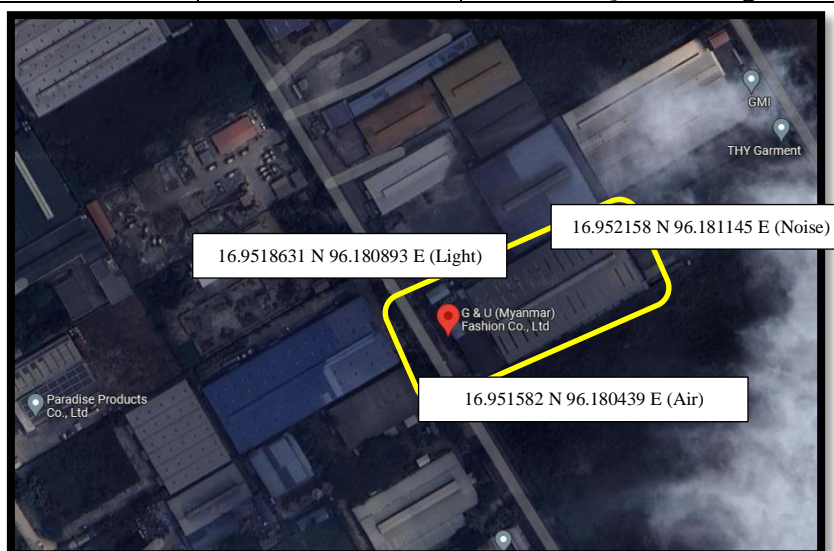 GMI
THY Garment
16.952158 N 96.181145 E (Noise)
16.9518631 N 96.180893 E (Light)
G & U (Myanmar)
Fashion Co., Ltd
16.951582 N 96.180439 E (Air)
Paradise Products
Co., Ltd